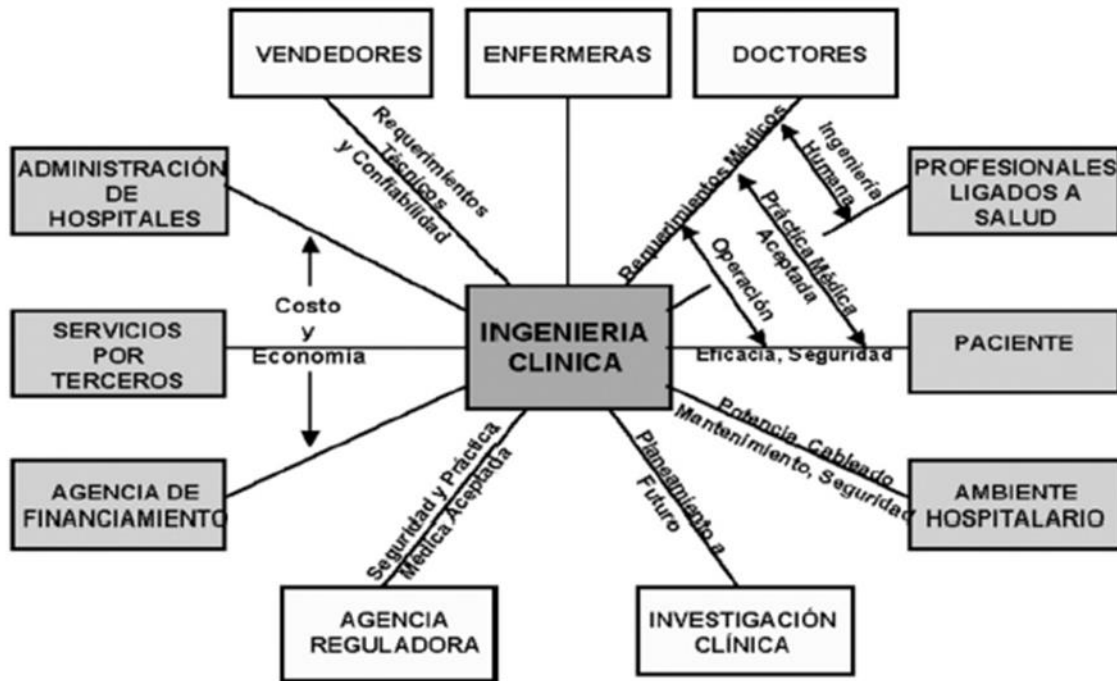 VENDEDORES
ENFERMERAS
DOCTORES
Requerimientos
Técnicos
y Confiabilidad
Requerimientos Médicos
Ingeniería
Humana
ADMINISTRACIÓN
DE
HOSPITALES
PROFESIONALES
LIGADOS A
SALUD
Práctica Médica
Aceptada
Operación
Costo
y
Economía
SERVICIOS
POR
TERCEROS
INGENIERIA
CLINICA
Eficacia, Seguridad
PACIENTE
Potencia, Cableado
Mantenimiento, Seguridad
AGENCIA DE
FINANCIAMIENTO
Seguridad y Práctica
Médica Aceptada
Planeamiento a
Futuro
AMBIENTE
HOSPITALARIO
AGENCIA
REGULADORA
INVESTIGACIÓN
CLÍNICA